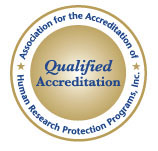 Association for the Accreditation of
Human Research Protection Programs, Inc.
Qualified
Accreditation